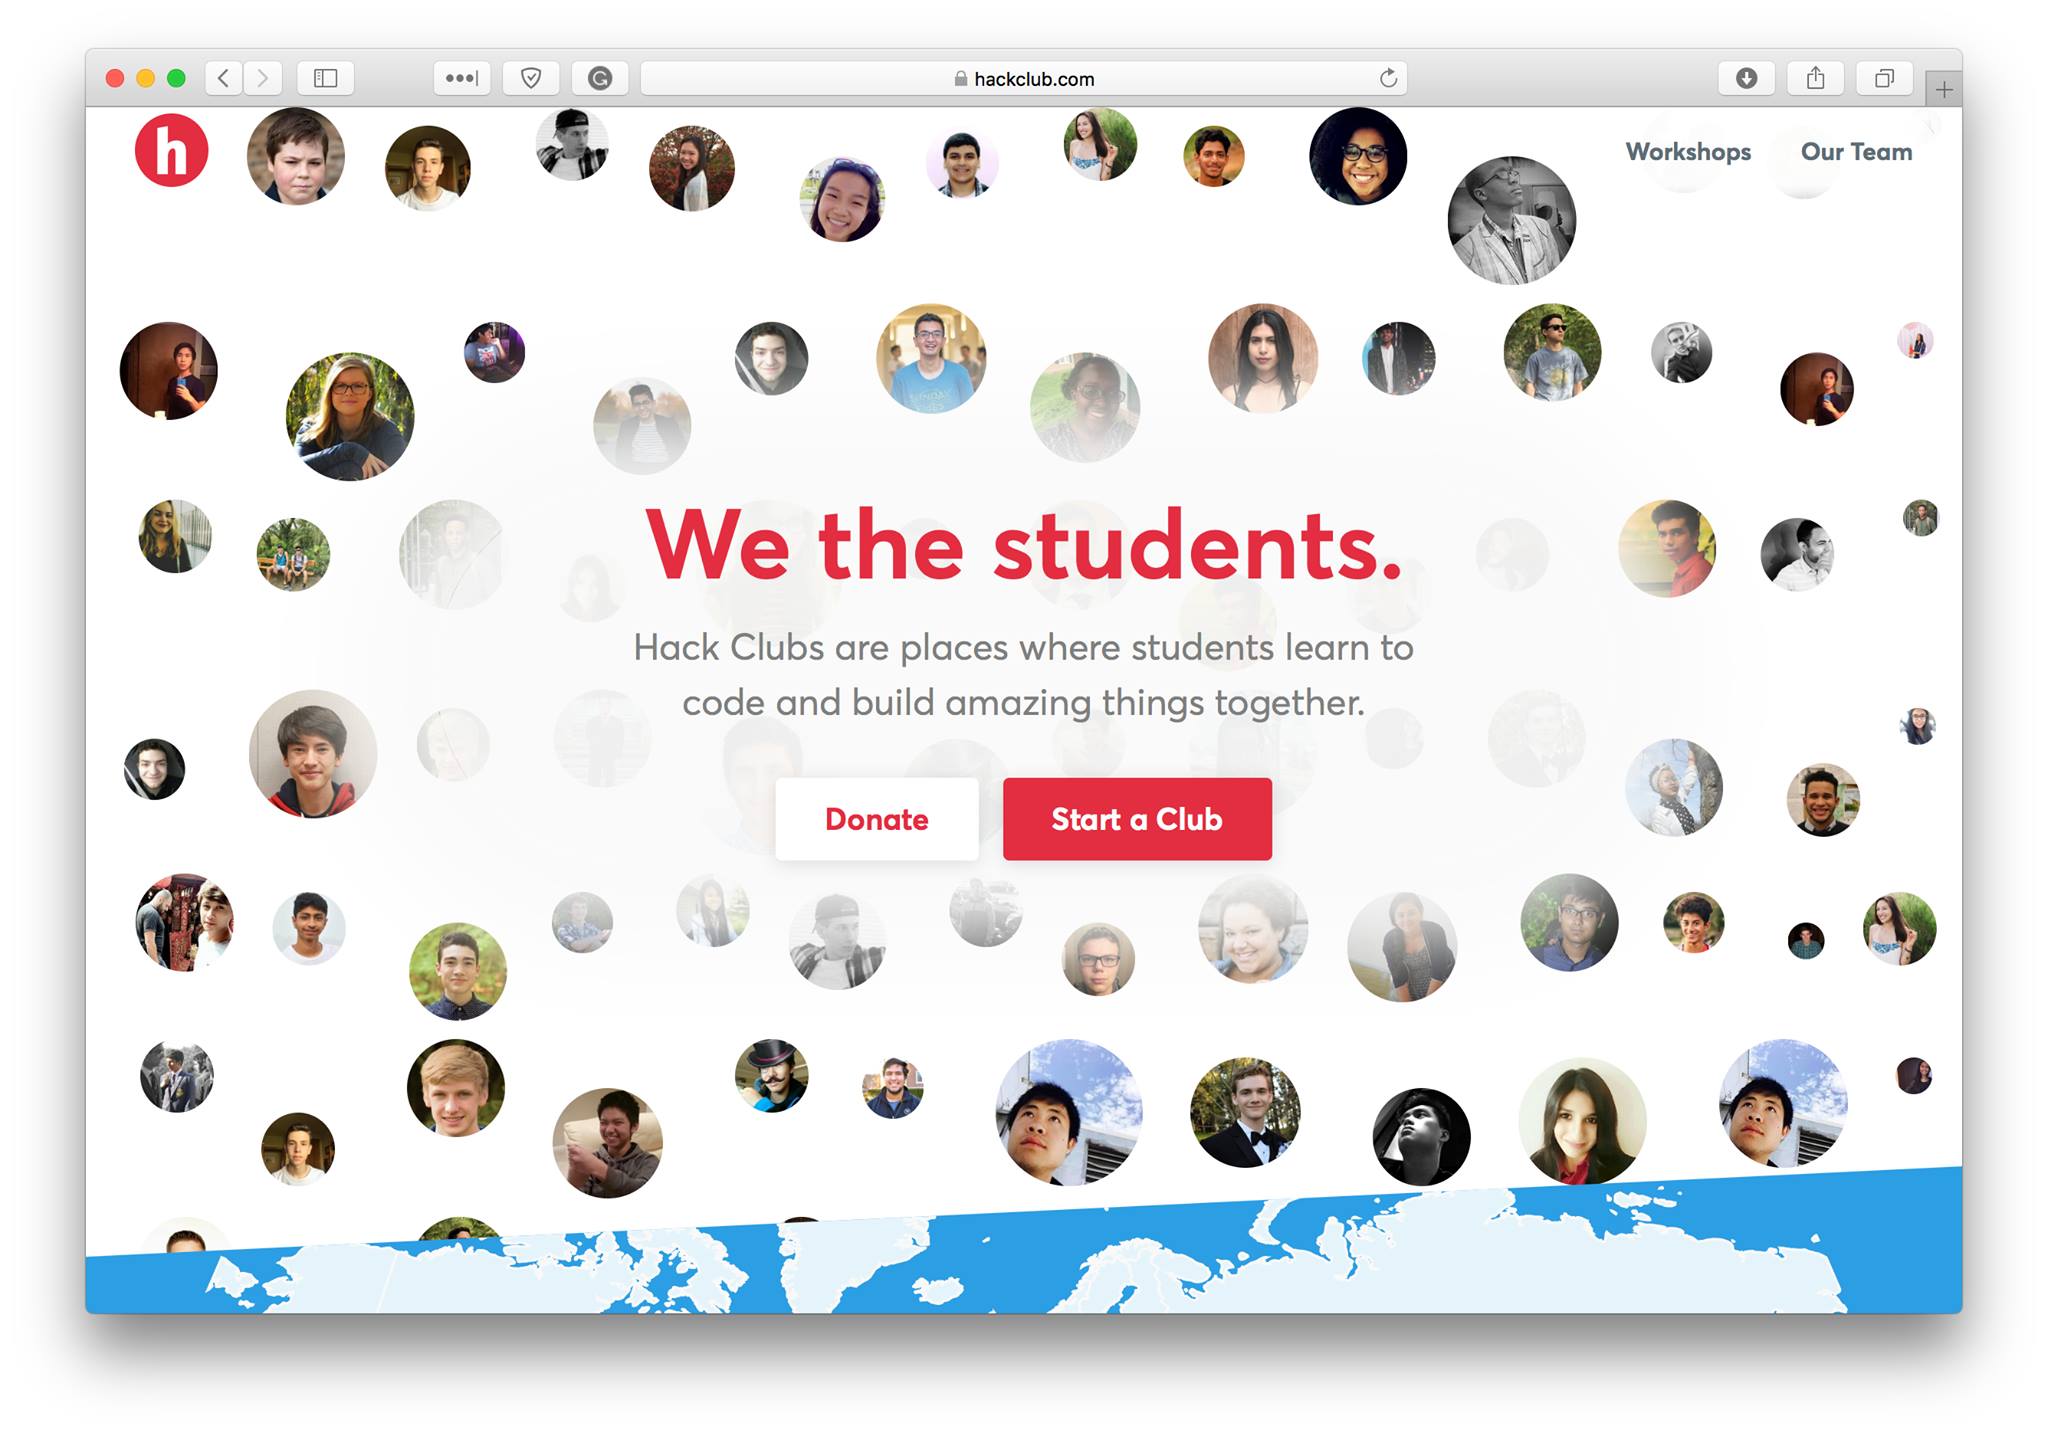 hackclub.com
h
Workshops Our Team
We the students.
Hack Clubs are places where students learn to
code and build amazing things together.
Donate Start a Club